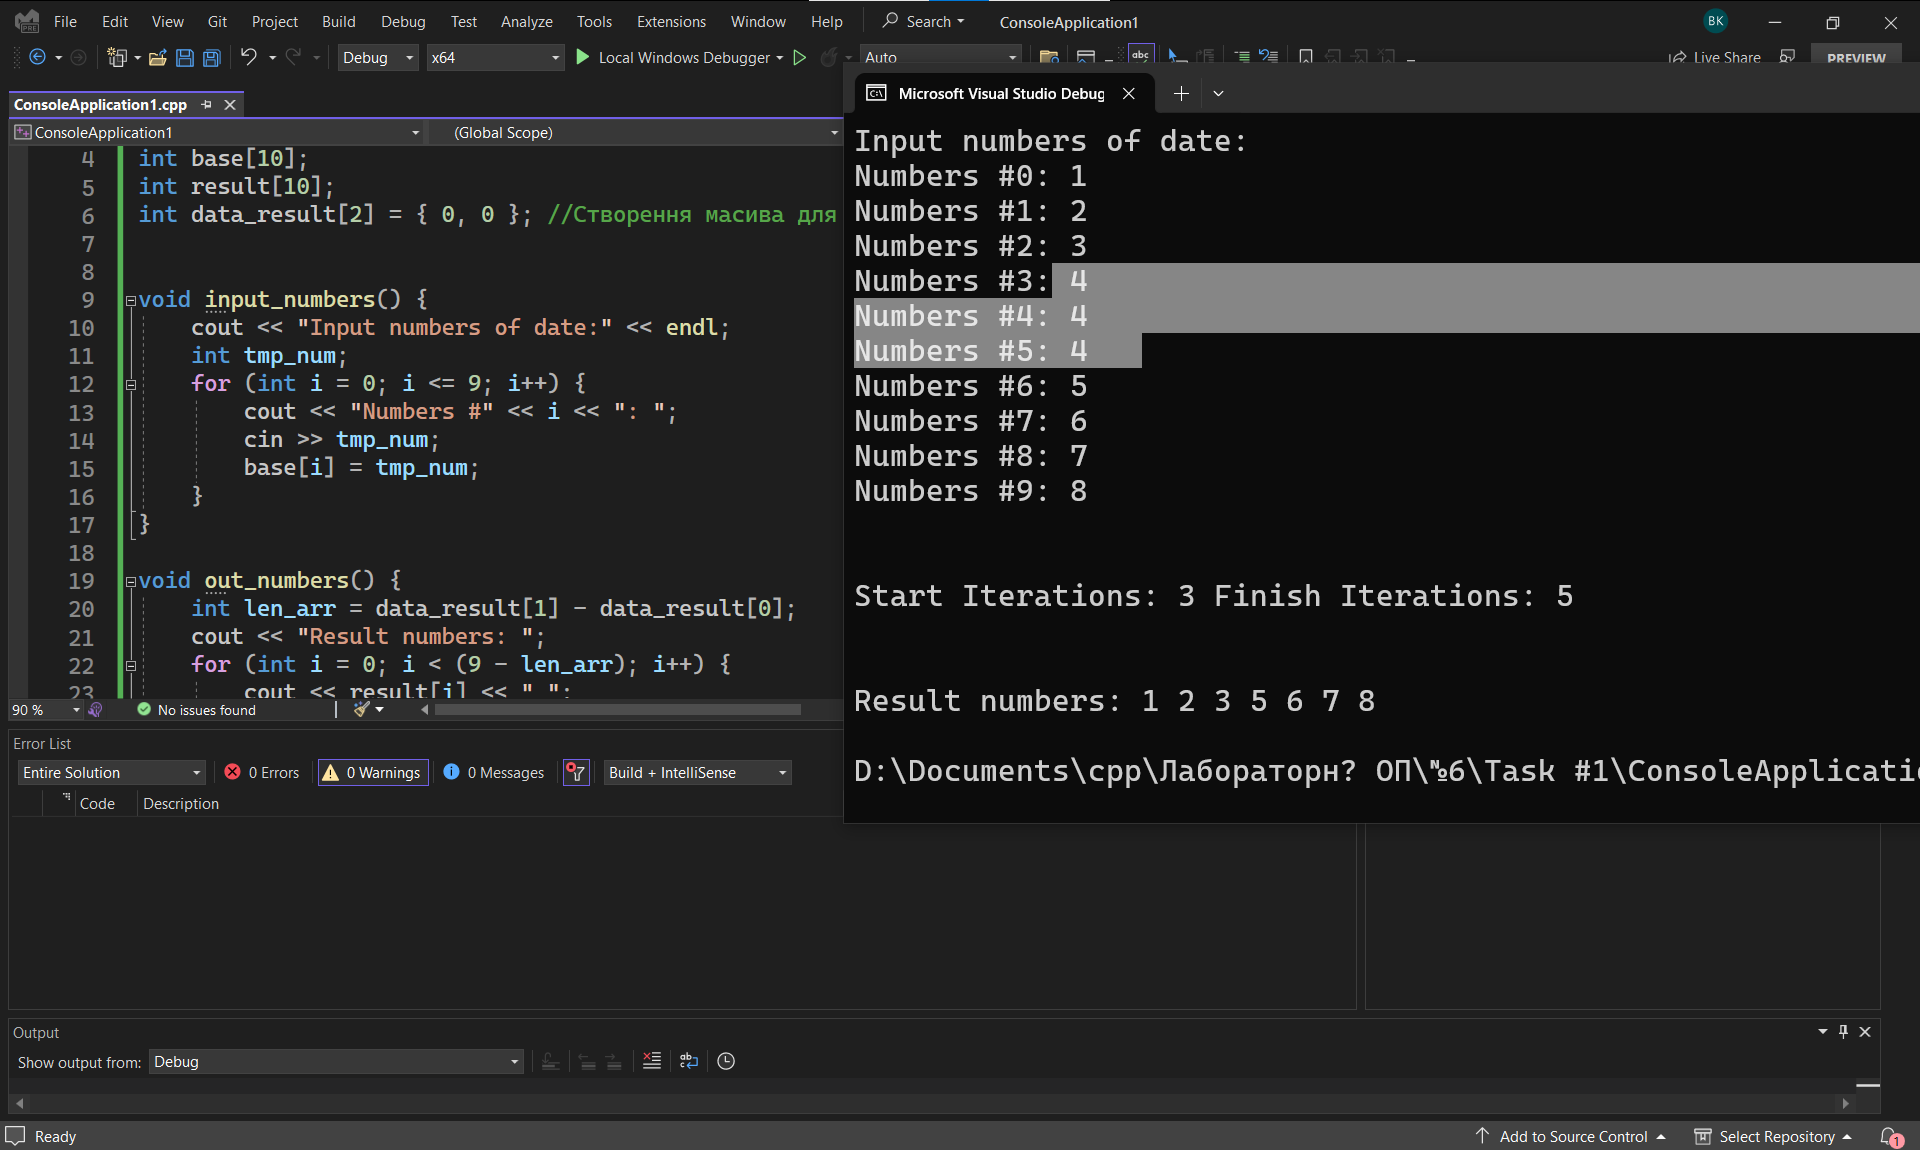 File Edit View Git Project Build Debug Test Analyze Tools Extensions Window Help Search ConsoleApplication1 BK
Debug x64 Local Windows Debugger Auto Live Share PREVIEW
ConsoleApplication1.cpp
ConsoleApplication1 (Global Scope)
4 int base[10];
5 int result[10];
6 int data_result[2] = { 0, 0 }; //Створення масива для
7
8
9 void input_numbers() {
10 cout << "Input numbers of date:" << endl;
11 int tmp_num;
12 for (int i = 0; i <= 9; i++) {
13 cout << "Numbers #" << i << ": ";
14 cin >> tmp_num;
15 base[i] = tmp_num;
16 }
17 }
18
19 void out_numbers() {
20 int len_arr = data_result[1] - data_result[0];
21 cout << "Result numbers: ";
22 for (int i = 0; i < (9 - len_arr); i++) {
23 cout << result[i] << " ";
90 % No issues found
Microsoft Visual Studio Debug
Input numbers of date:
Numbers #0: 1
Numbers #1: 2
Numbers #2: 3
Numbers #3: 4
Numbers #4: 4
Numbers #5: 4
Numbers #6: 5
Numbers #7: 6
Numbers #8: 7
Numbers #9: 8
Start Iterations: 3 Finish Iterations: 5
Result numbers: 1 2 3 5 6 7 8
D:\Documents\cpp\Лабораторн? ОП\№6\Task #1\ConsoleApplicatio
Error List
Entire Solution 0 Errors 0 Warnings 0 Messages Build + IntelliSense
Code Description
Output
Show output from: Debug
Ready Add to Source Control Select Repository 1